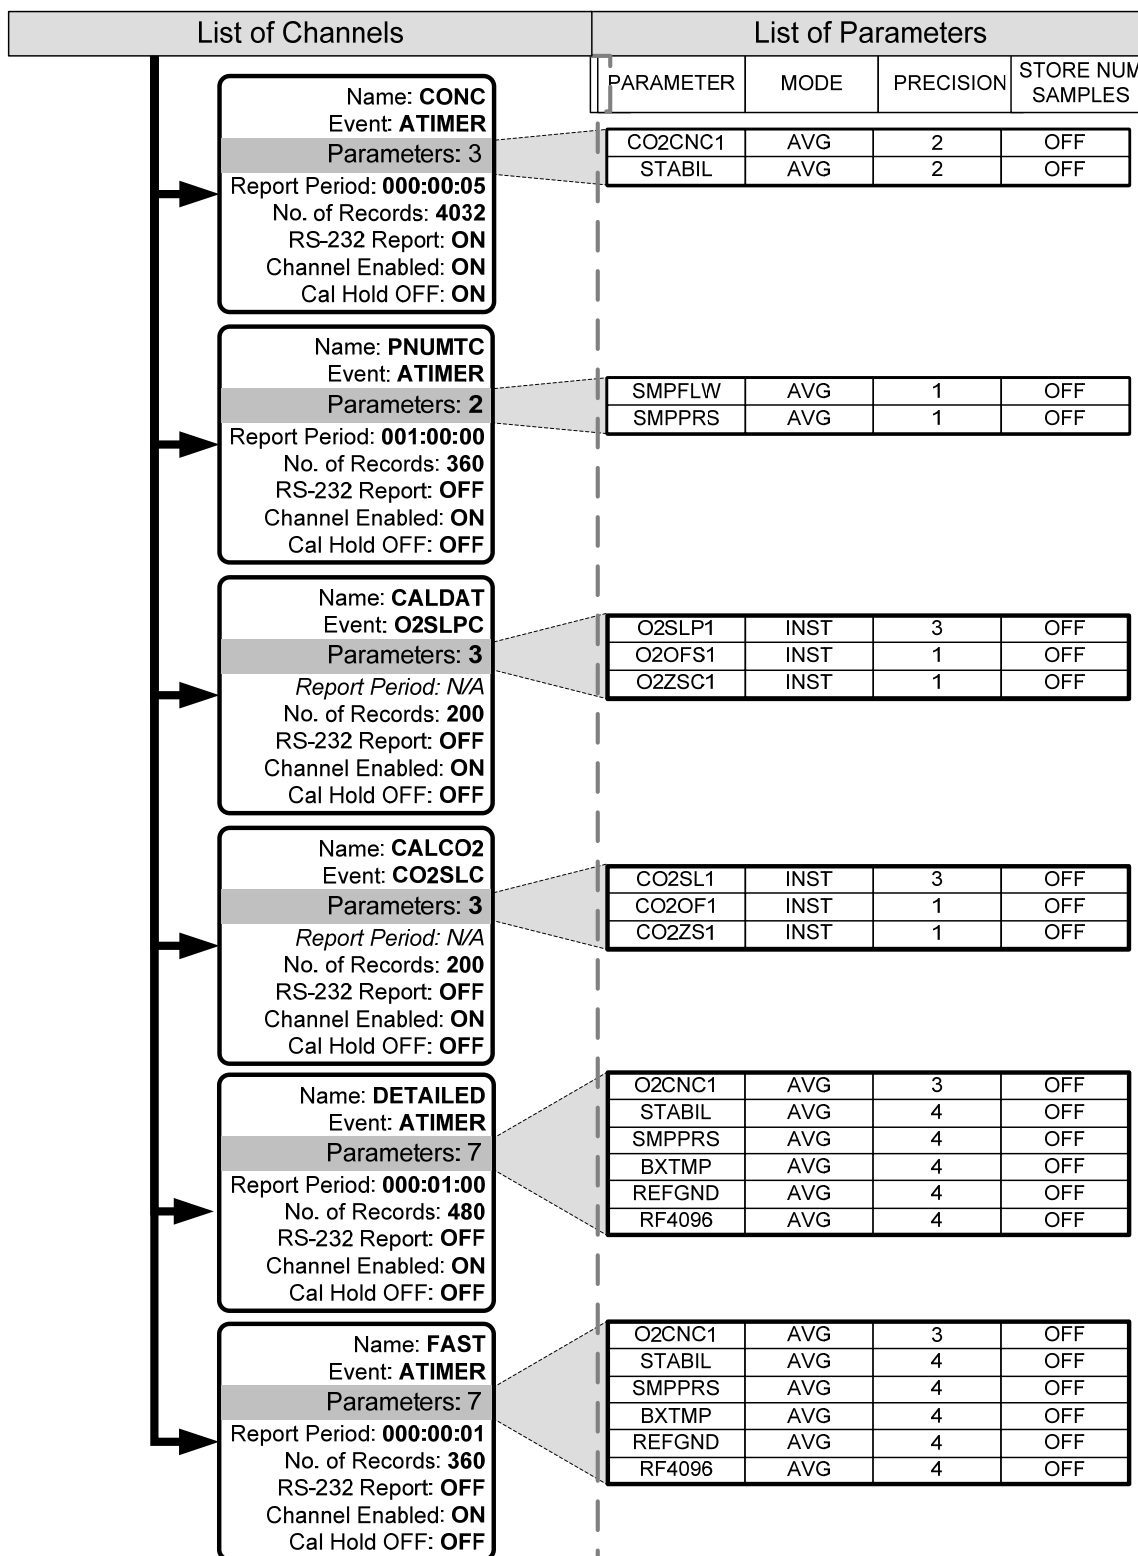 List of Channels
List of Parameters
PARAMETER MODE PRECISION STORE NUM SAMPLES
Name: CONC
Event: ATIMER
Parameters: 3
Report Period: 000:00:05
No. of Records: 4032
RS-232 Report: ON
Channel Enabled: ON
Cal Hold OFF: ON
CO2CNC1 AVG 2 OFF
STABIL AVG 2 OFF
Name: PNUMTC
Event: ATIMER
Parameters: 2
Report Period: 001:00:00
No. of Records: 360
RS-232 Report: OFF
Channel Enabled: ON
Cal Hold OFF: OFF
SMPFLW AVG 1 OFF
SMPPRS AVG 1 OFF
Name: CALDAT
Event: O2SLPC
Parameters: 3
Report Period: N/A
No. of Records: 200
RS-232 Report: OFF
Channel Enabled: ON
Cal Hold OFF: OFF
O2SLP1 INST 3 OFF
O2OFS1 INST 1 OFF
O2ZSC1 INST 1 OFF
Name: CALCO2
Event: CO2SLC
Parameters: 3
Report Period: N/A
No. of Records: 200
RS-232 Report: OFF
Channel Enabled: ON
Cal Hold OFF: OFF
CO2SL1 INST 3 OFF
CO2OF1 INST 1 OFF
CO2ZS1 INST 1 OFF
Name: DETAILED
Event: ATIMER
Parameters: 7
Report Period: 000:01:00
No. of Records: 480
RS-232 Report: OFF
Channel Enabled: ON
Cal Hold OFF: OFF
O2CNC1 AVG 3 OFF
STABIL AVG 4 OFF
SMPPRS AVG 4 OFF
BXTMP AVG 4 OFF
REFGND AVG 4 OFF
RF4096 AVG 4 OFF
Name: FAST
Event: ATIMER
Parameters: 7
Report Period: 000:00:01
No. of Records: 360
RS-232 Report: OFF
Channel Enabled: ON
Cal Hold OFF: OFF
O2CNC1 AVG 3 OFF
STABIL AVG 4 OFF
SMPPRS AVG 4 OFF
BXTMP AVG 4 OFF
REFGND AVG 4 OFF
RF4096 AVG 4 OFF